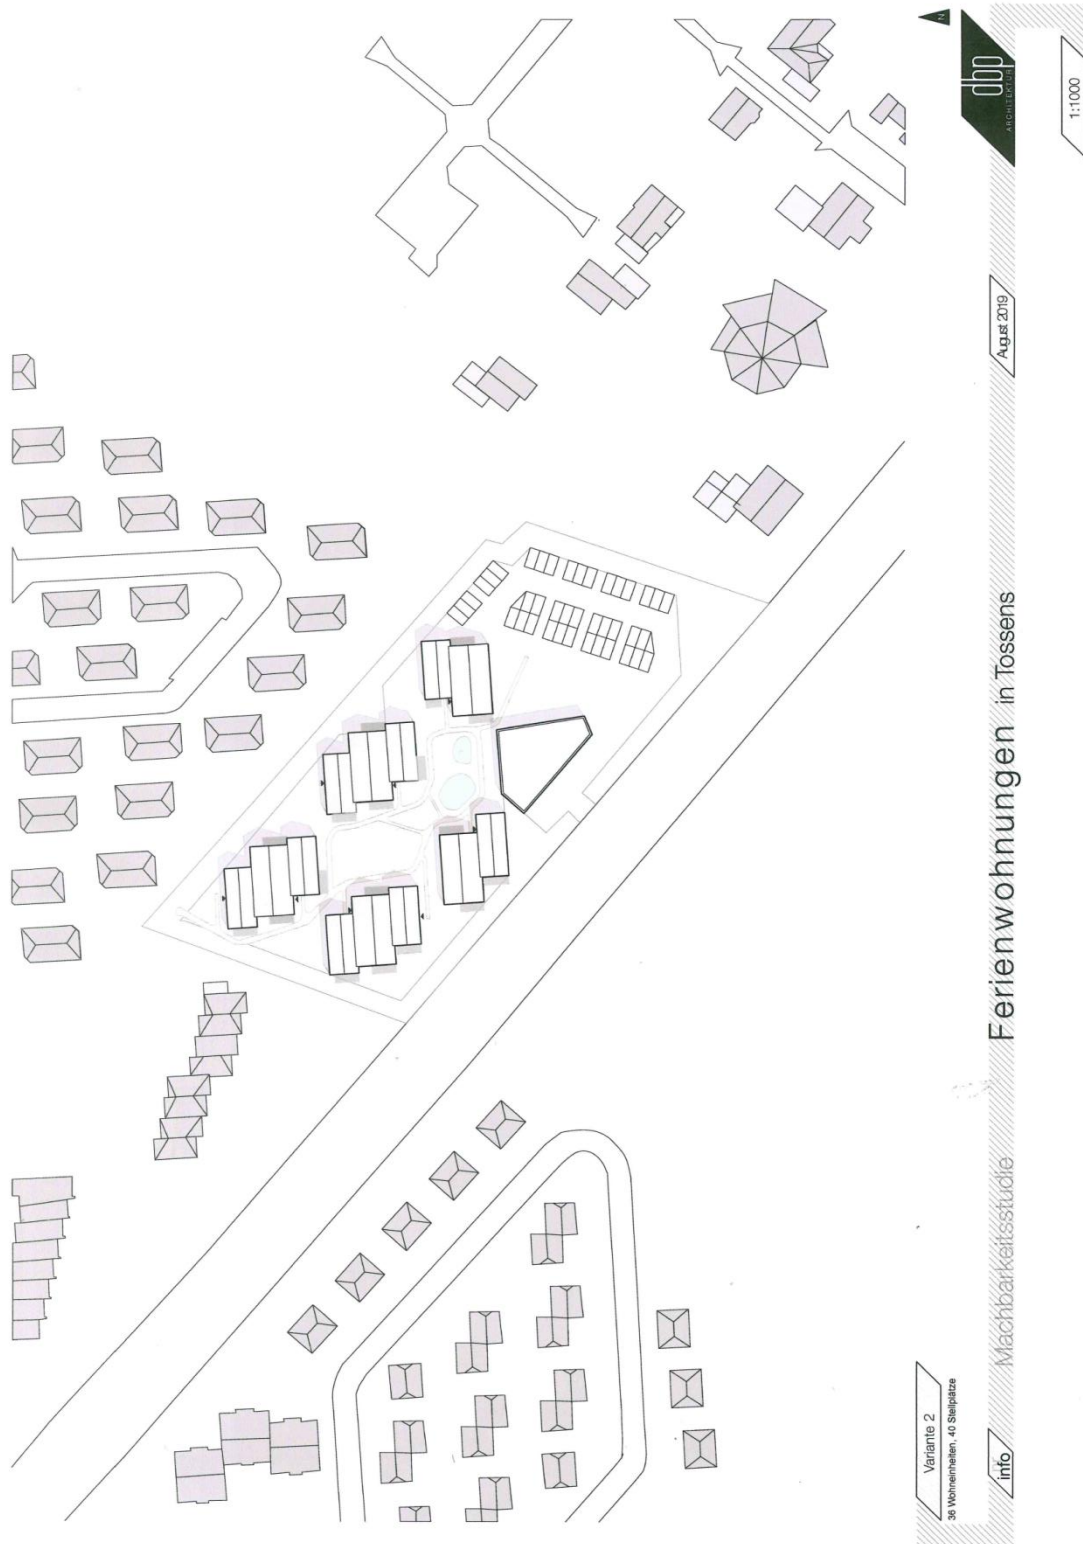 Variante 2
36 Wohneinheiten, 40 Stellplätze
info
Machbarkeitsstudie
Ferienwohnungen in Tossens
August 2019
N
dbp
ARCHITEKTUR
1:1000